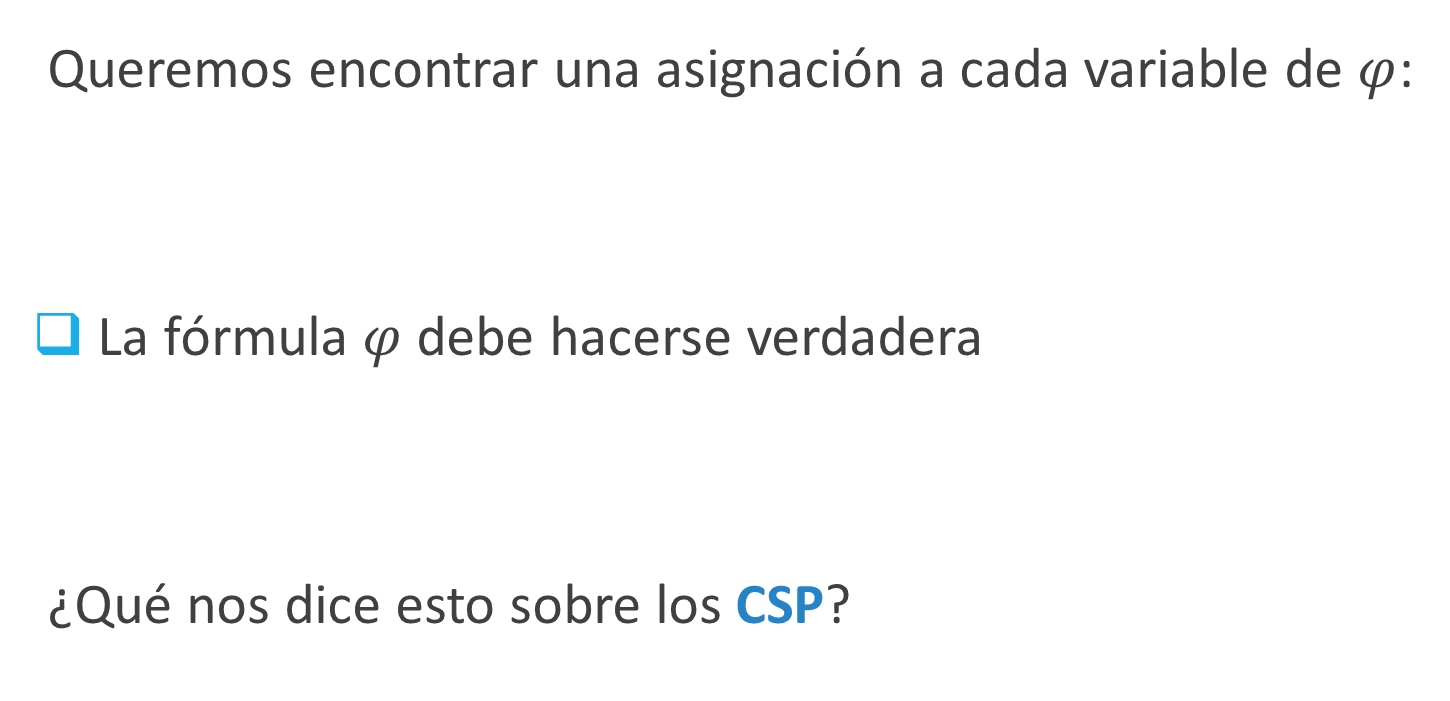 Queremos encontrar una asignación a cada variable de φ:
La fórmula φ debe hacerse verdadera
¿Qué nos dice esto sobre los CSP?